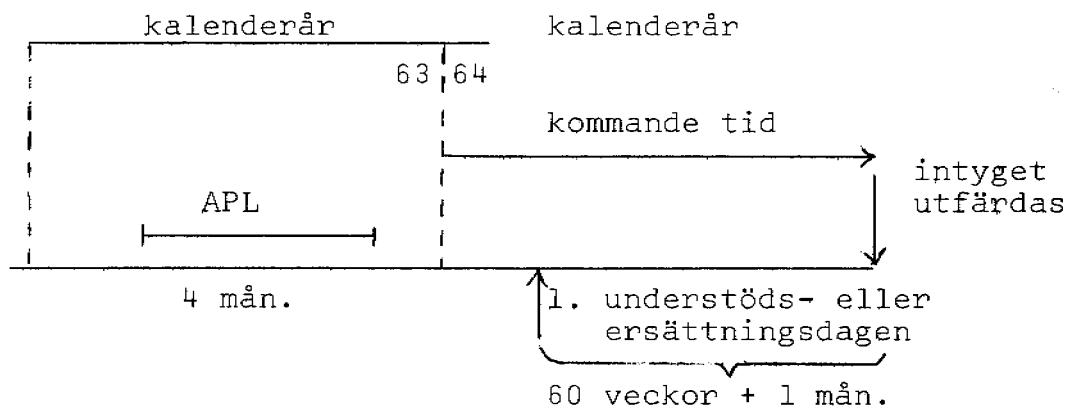 kalenderår kalenderår
63 64
kommande tid
intyget
utfärdas
APL
4 mån.
1. understöds- eller
ersättningsdagen
60 veckor + 1 mån.